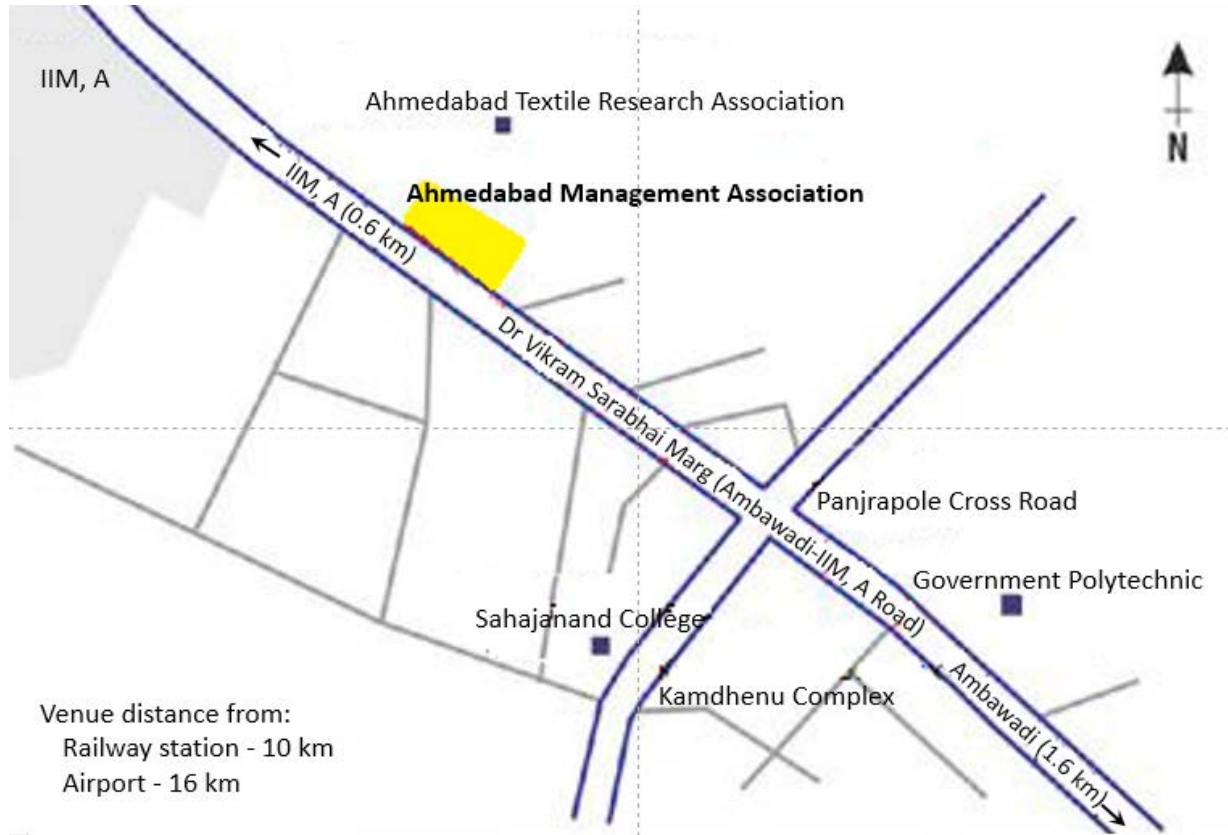 IIM, A
Ahmedabad Textile Research Association
N
Ahmedabad Management Association
IIM, A (0.6 km)
Dr Vikram Sarabhai Marg (Ambawadi-IIM, A Road)
Panjrapole Cross Road
Government Polytechnic
Sahajanand College
Kamdhenu Complex
Ambawadi (1.6 km)
Venue distance from:
Railway station - 10 km
Airport - 16 km